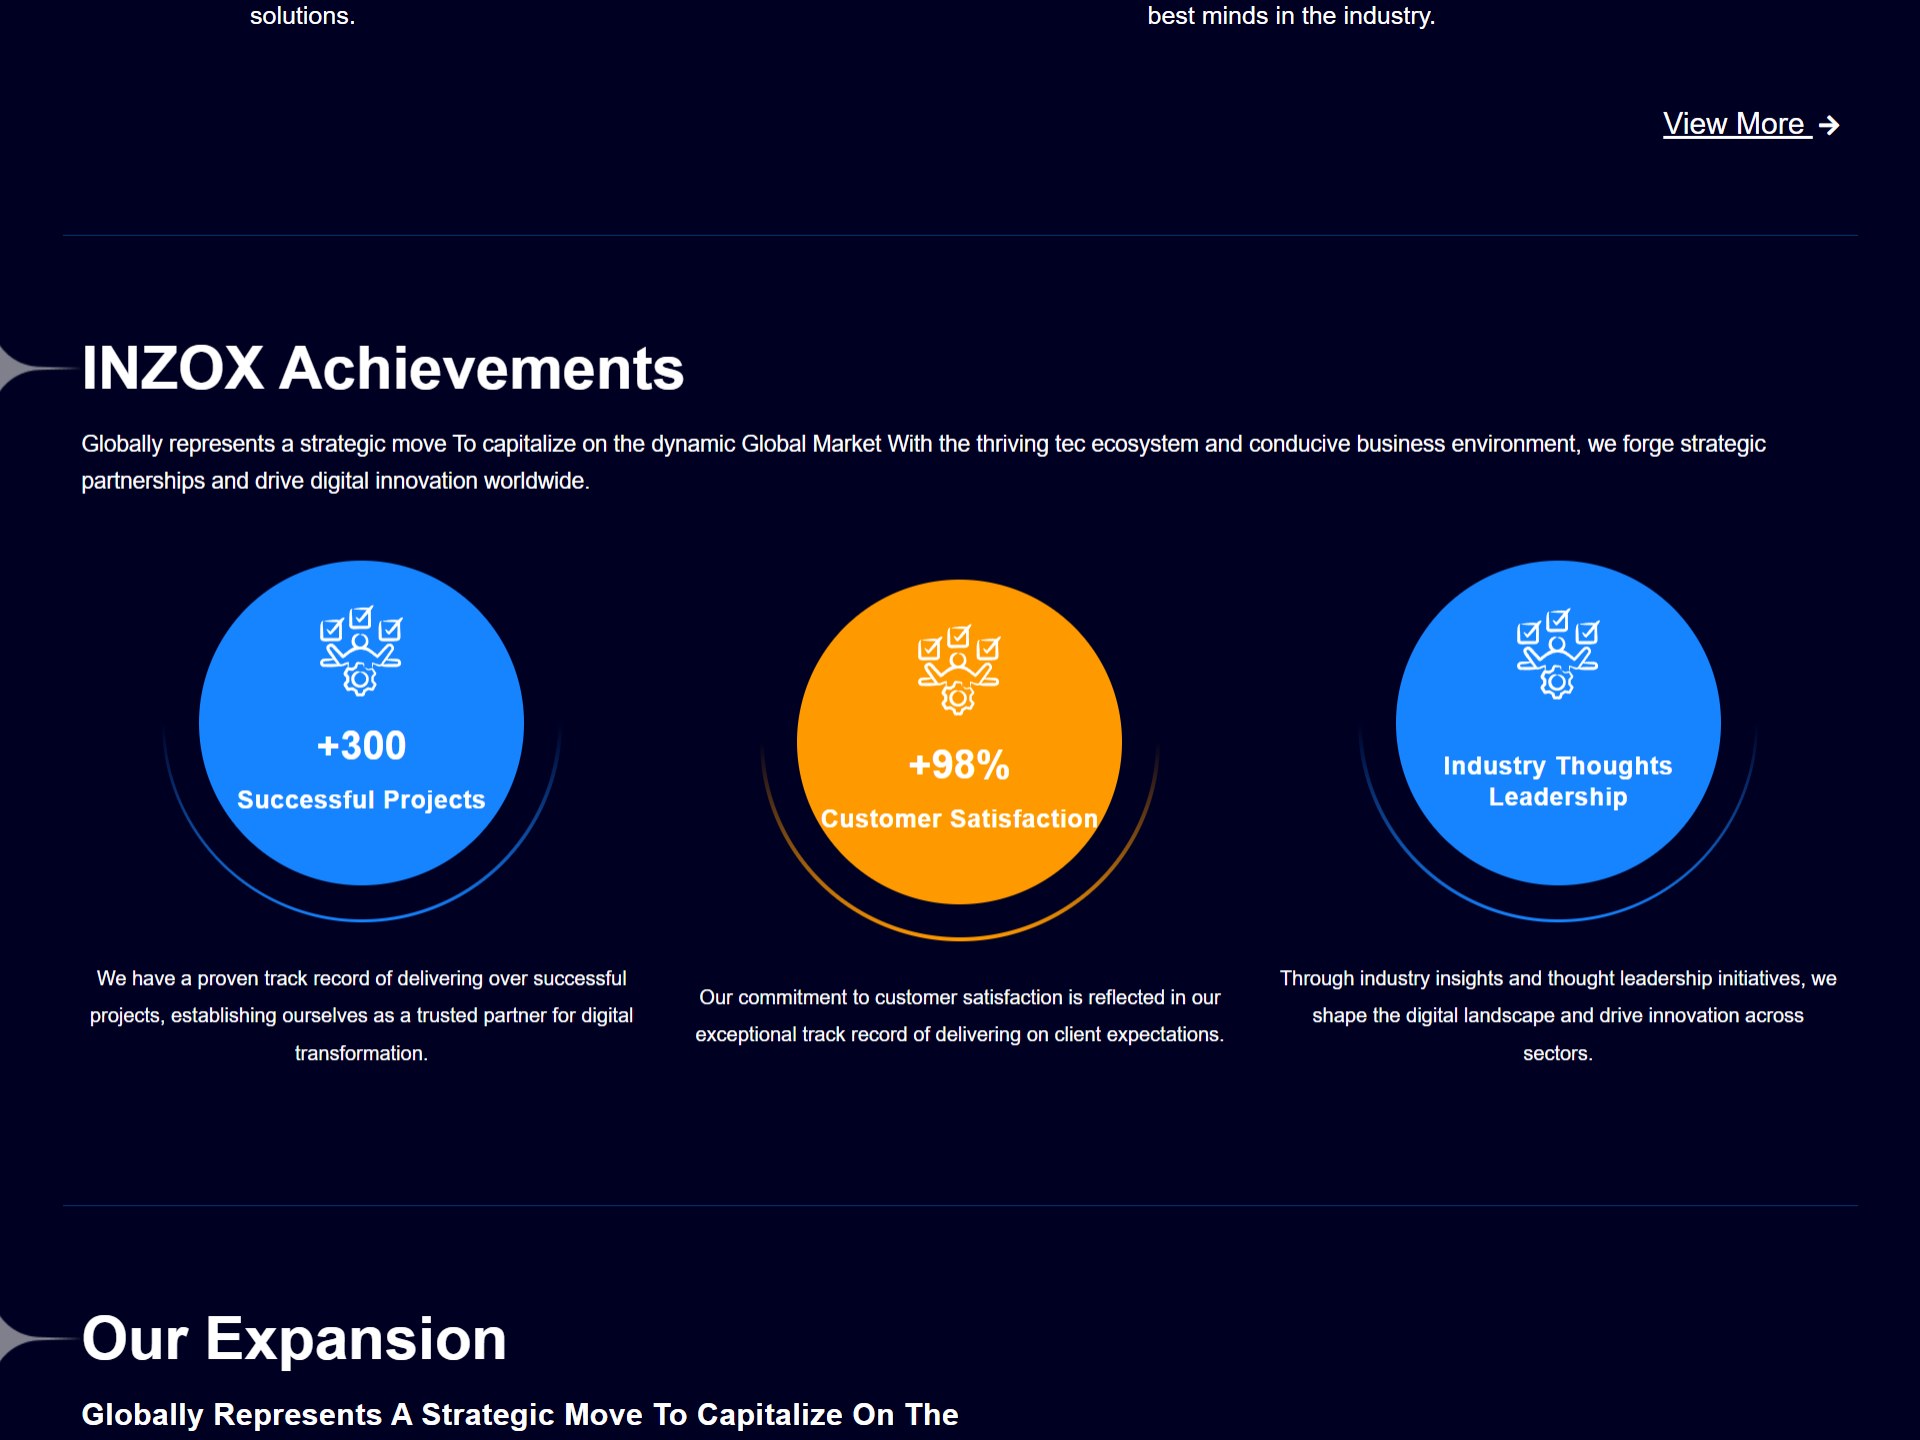 solutions.
best minds in the industry.
View More
INZOX Achievements
Globally represents a strategic move To capitalize on the dynamic Global Market With the thriving tec ecosystem and conducive business environment, we forge strategic
partnerships and drive digital innovation worldwide.
+300
Successful Projects
We have a proven track record of delivering over successful
projects, establishing ourselves as a trusted partner for digital
transformation.
+98%
Customer Satisfaction
Our commitment to customer satisfaction is reflected in our
exceptional track record of delivering on client expectations.
Industry Thoughts
Leadership
Through industry insights and thought leadership initiatives, we
shape the digital landscape and drive innovation across
sectors.
Our Expansion
Globally Represents A Strategic Move To Capitalize On The